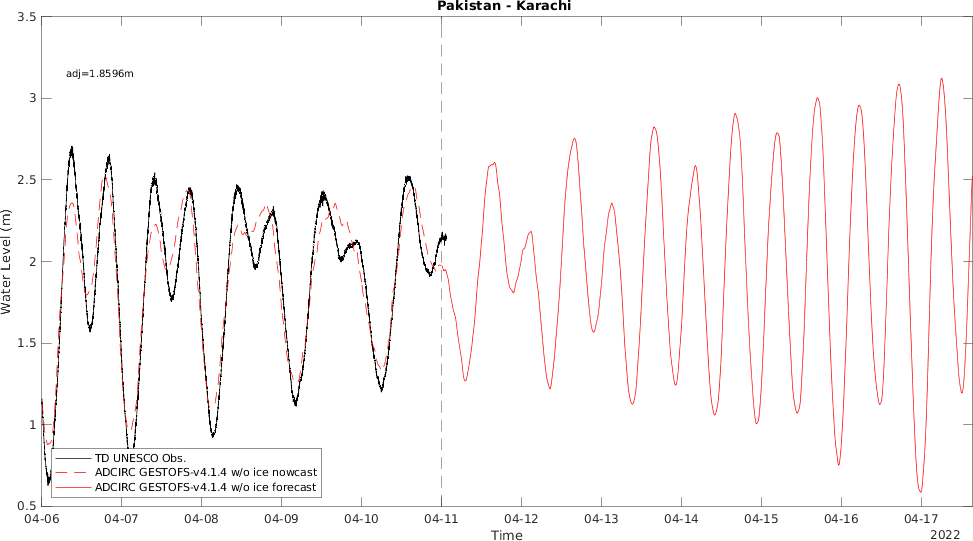 Pakistan - Karachi
adj=1.8596m
Water Level (m)
3.5
3
2.5
2
1.5
1
0.5
TD UNESCO Obs.
ADCIRC GESTOFS-v4.1.4 w/o ice nowcast
ADCIRC GESTOFS-v4.1.4 w/o ice forecast
04-06 04-07 04-08 04-09 04-10 04-11 04-12 04-13 04-14 04-15 04-16 04-17
Time
2022